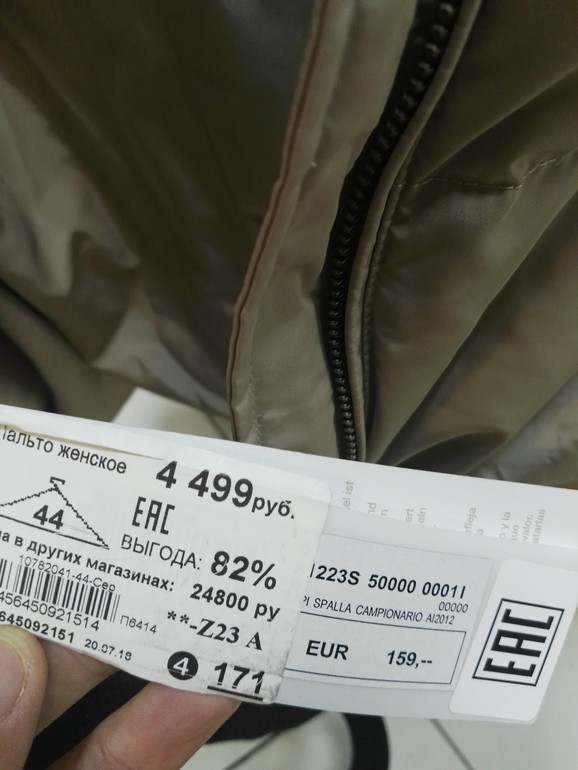 Пальто женское
4 499руб.
44
ЕАС
ВЫГОДА: 82%
в других магазинах:
24800 ру
10782041-44-Сер
456450921514
П6414
**-Z23 A
645092151
20.07.18
4 171
1223S 50000 0001I
00000
SPALLA CAMPIONARIO AI2012
EUR 159,--
EAC